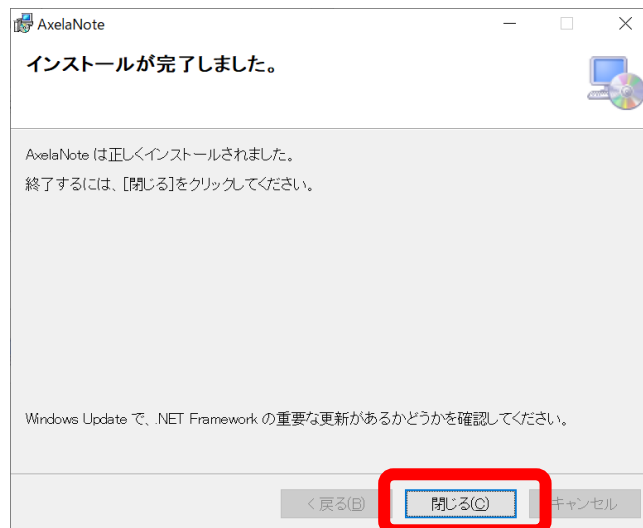 AxelaNote
インストールが完了しました。
AxelaNote は正しくインストールされました。
終了するには、[閉じる]をクリックしてください。
Windows Update で、.NET Framework の重要な更新があるかどうかを確認してください。
< 戻る(B)
閉じる(C)
キャンセル